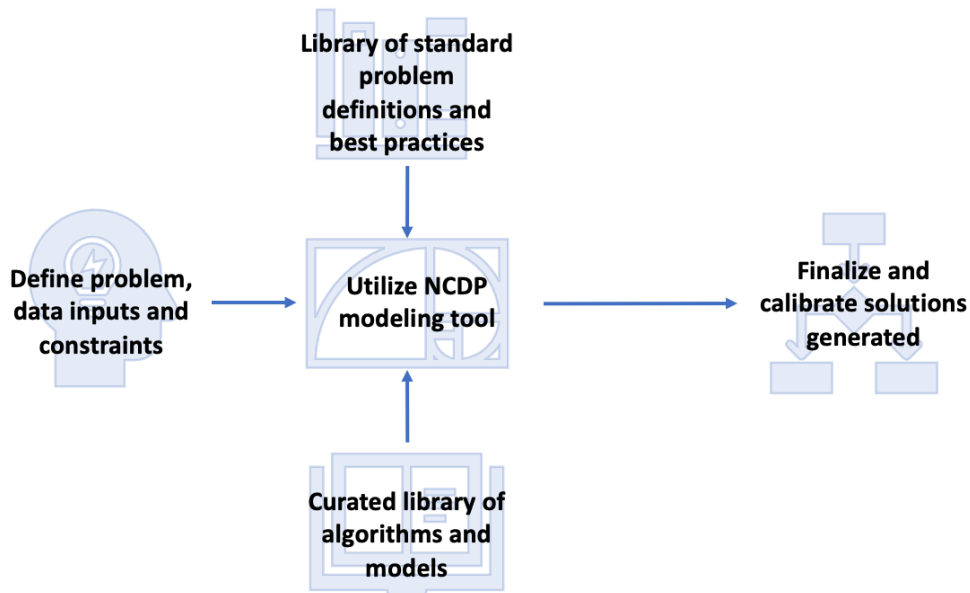 Library of standard
problem
definitions and
best practices
Define problem,
data inputs and
constraints
Utilize NCDP
modeling tool
Finalize and
calibrate solutions
generated
Curated library of
algorithms and
models